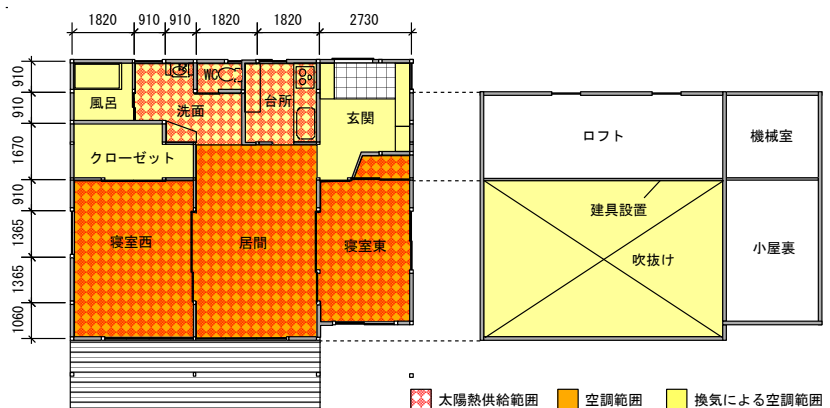 1820 910 910 1820 1820 2730
910
910
1670
910
1365
1365
1060
風呂
洗面
WC
台所
玄関
クローゼット
寝室西
居間
寝室東
ロフト
機械室
建具設置
吹抜け
小屋裏
太陽熱供給範囲 空調範囲 換気による空調範囲